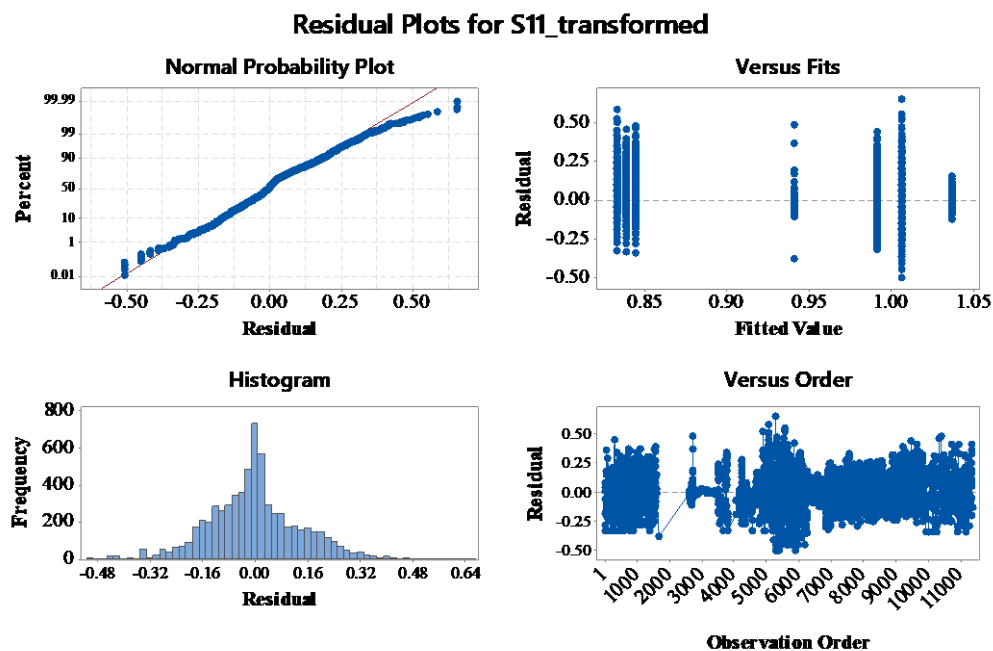 Residual Plots for S11_transformed
Normal Probability Plot
Percent
99.99
99
90
50
10
1
0.01
-0.50 -0.25 0.00 0.25 0.50
Residual
Versus Fits
Residual
0.50
0.25
0.00
-0.25
-0.50
0.85 0.90 0.95 1.00 1.05
Fitted Value
Histogram
Frequency
800
600
400
200
0
-0.48 -0.32 -0.16 0.00 0.16 0.32 0.48 0.64
Residual
Versus Order
Residual
0.50
0.25
0.00
-0.25
-0.50
1 1000 2000 3000 4000 5000 6000 7000 8000 9000 10000 11000
Observation Order